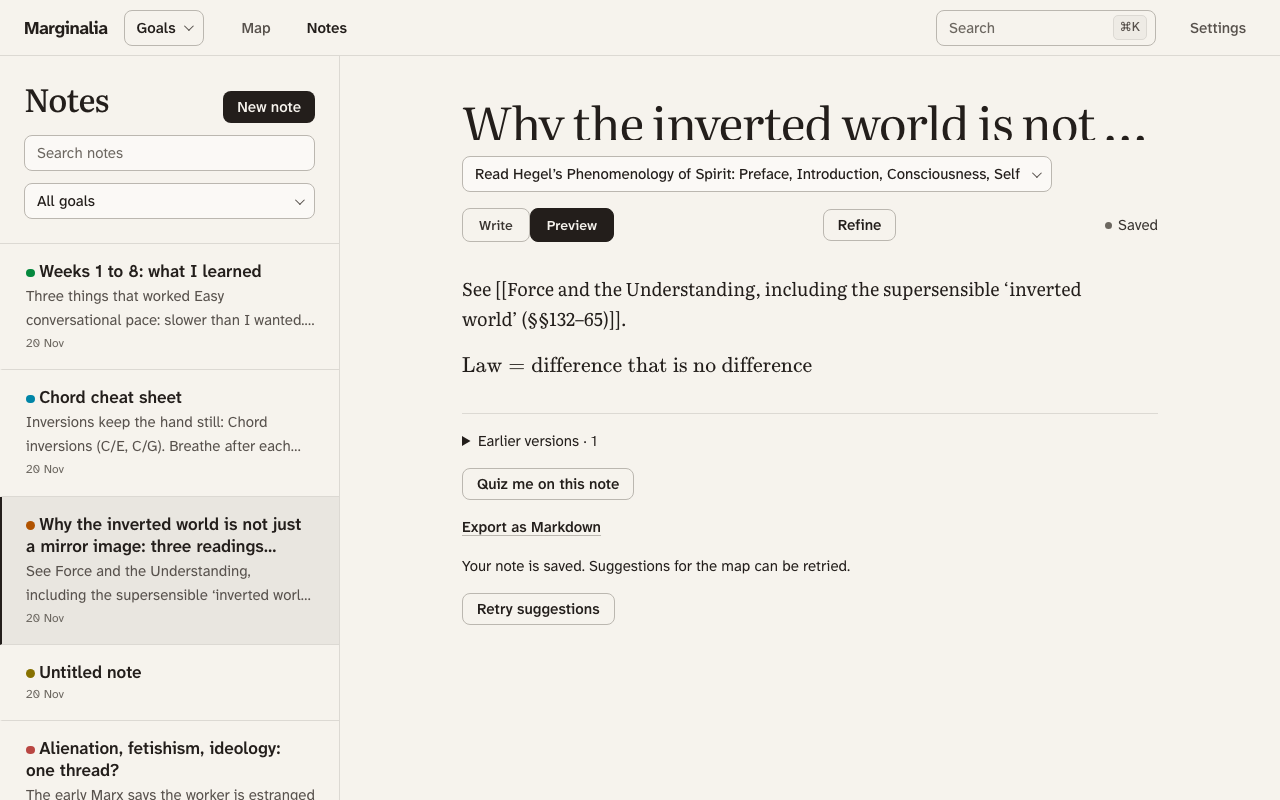 Marginalia
Goals
Map
Notes
Search
⌘K
Settings
Notes
New note
Search notes
All goals
Weeks 1 to 8: what I learned
Three things that worked Easy
conversational pace: slower than I wanted.…
20 Nov
Chord cheat sheet
Inversions keep the hand still: Chord
inversions (C/E, C/G). Breathe after each…
20 Nov
Why the inverted world is not just
a mirror image: three readings…
See Force and the Understanding,
including the supersensible ‘inverted worl…
20 Nov
Untitled note
20 Nov
Alienation, fetishism, ideology:
one thread?
The early Marx says the worker is estranged
Why the inverted world is not …
Read Hegel’s Phenomenology of Spirit: Preface, Introduction, Consciousness, Self
Write
Preview
Refine
Saved
See [[Force and the Understanding, including the supersensible ‘inverted
world’ (§§132–65)]].
Law = difference that is no difference
Earlier versions · 1
Quiz me on this note
Export as Markdown
Your note is saved. Suggestions for the map can be retried.
Retry suggestions